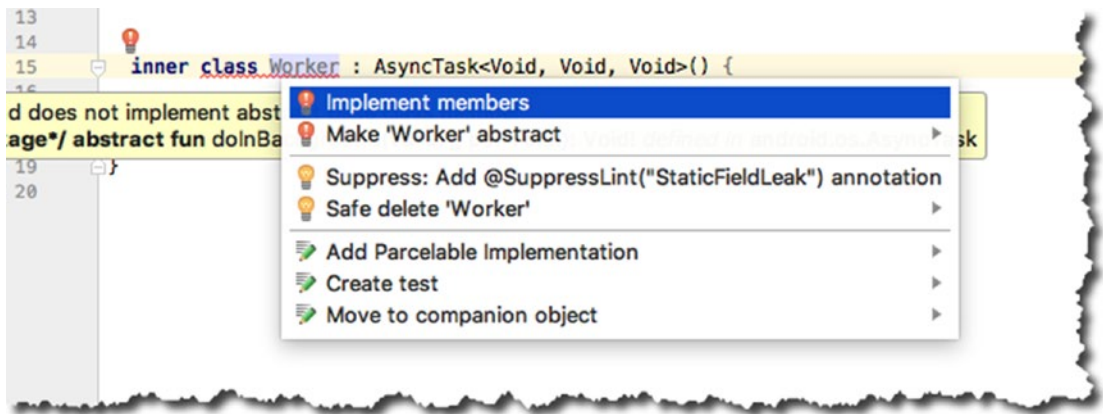 13
14
15 inner class Worker : AsyncTask<Void, Void, Void>() {
16
d does not implement abst
age*/ abstract fun doInBa sk
Implement members
Make 'Worker' abstract
Suppress: Add @SuppressLint("StaticFieldLeak") annotation
Safe delete 'Worker'
Add Parcelable Implementation
Create test
Move to companion object
19 }
20